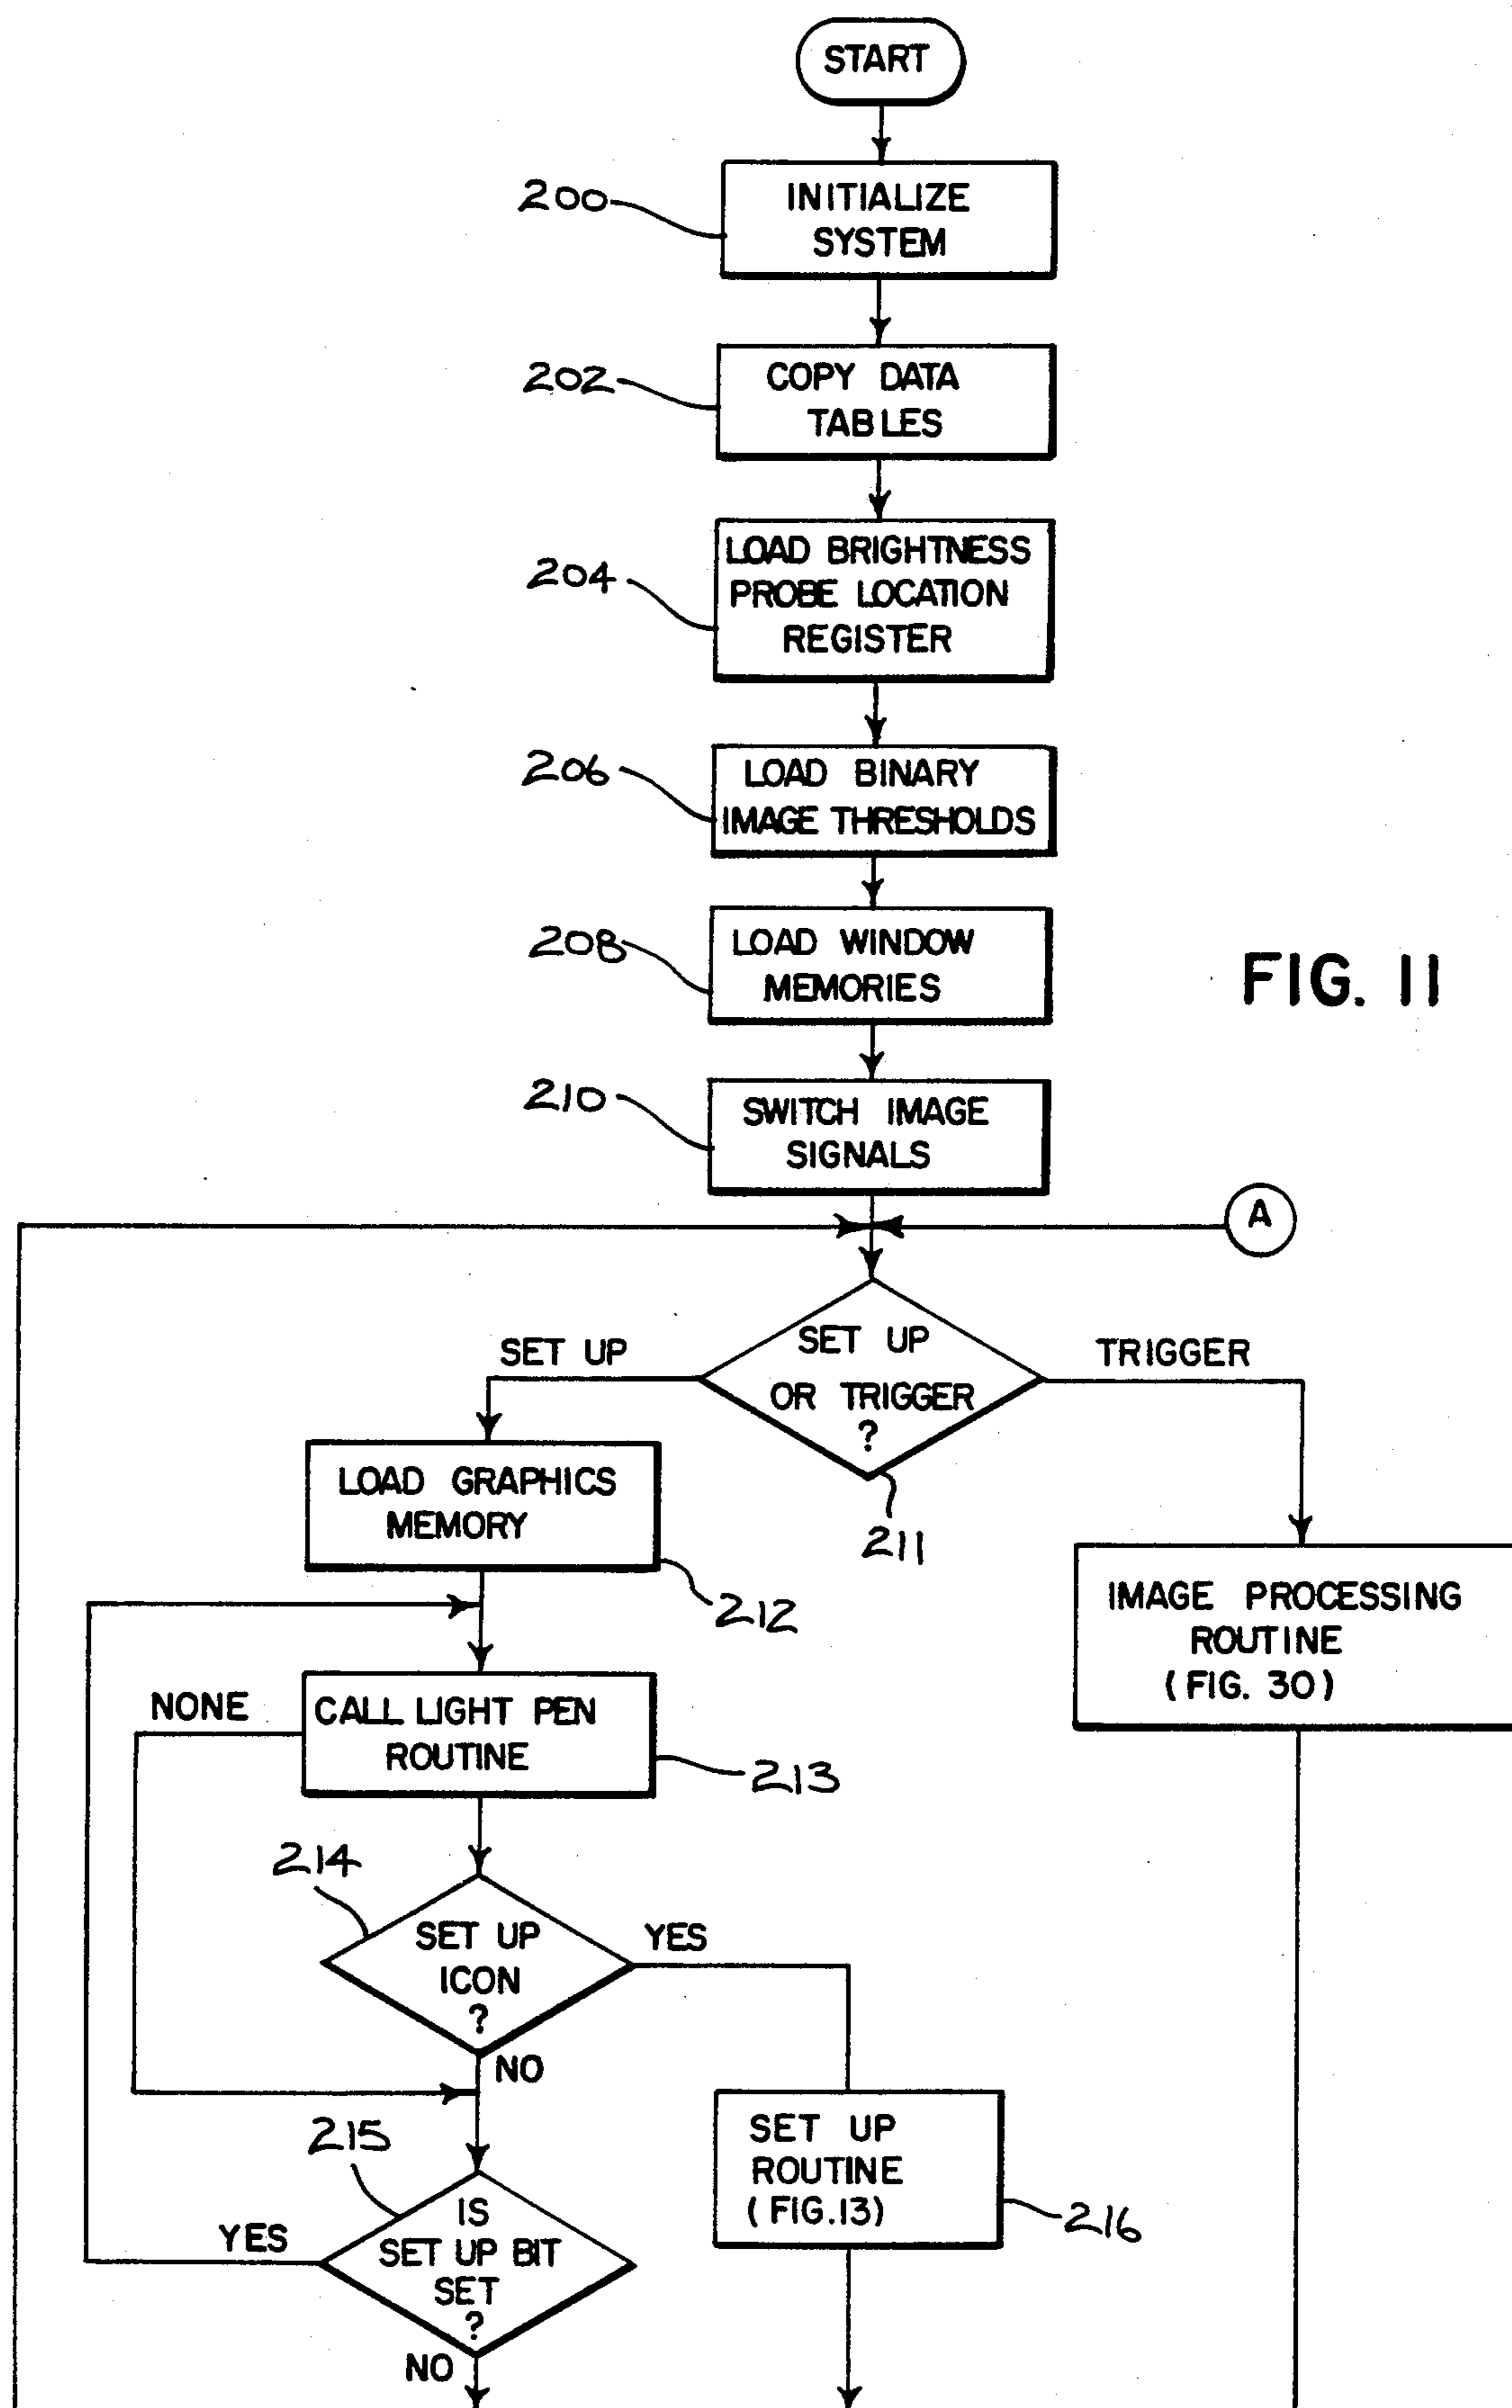 START
200
INITIALIZE
SYSTEM
202
COPY DATA
TABLES
204
LOAD BRIGHTNESS
PROBE LOCATION
REGISTER
206
LOAD BINARY
IMAGE THRESHOLDS
208
LOAD WINDOW
MEMORIES
FIG. 11
210
SWITCH IMAGE
SIGNALS
A
SET UP
SET UP
OR TRIGGER
?
TRIGGER
211
LOAD GRAPHICS
MEMORY
212
IMAGE PROCESSING
ROUTINE
(FIG. 30)
NONE
CALL LIGHT PEN
ROUTINE
213
214
SET UP
ICON
?
YES
NO
215
IS
SET UP BIT
SET
?
YES
NO
SET UP
ROUTINE
(FIG.13)
216